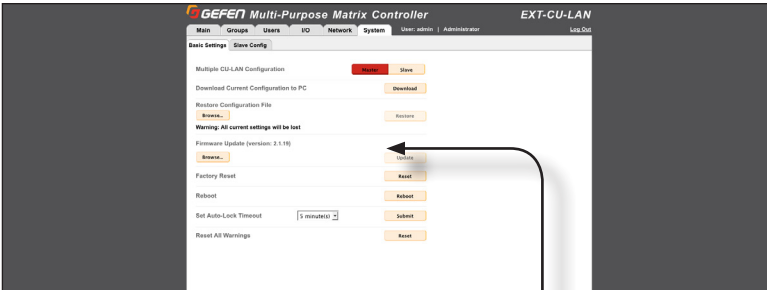 GEFEN Multi-Purpose Matrix Controller EXT-CU-LAN
Main Groups Users I/O Network System User: admin | Administrator Log Out
Basic Settings Slave Config
Multiple CU-LAN Configuration Master Slave
Download Current Configuration to PC Download
Restore Configuration File
Browse... Restore
Warning: All current settings will be lost
Firmware Update (version: 2.1.19)
Browse... Update
Factory Reset Reset
Reboot Reboot
Set Auto-Lock Timeout 5 minute(s) Submit
Reset All Warnings Reset